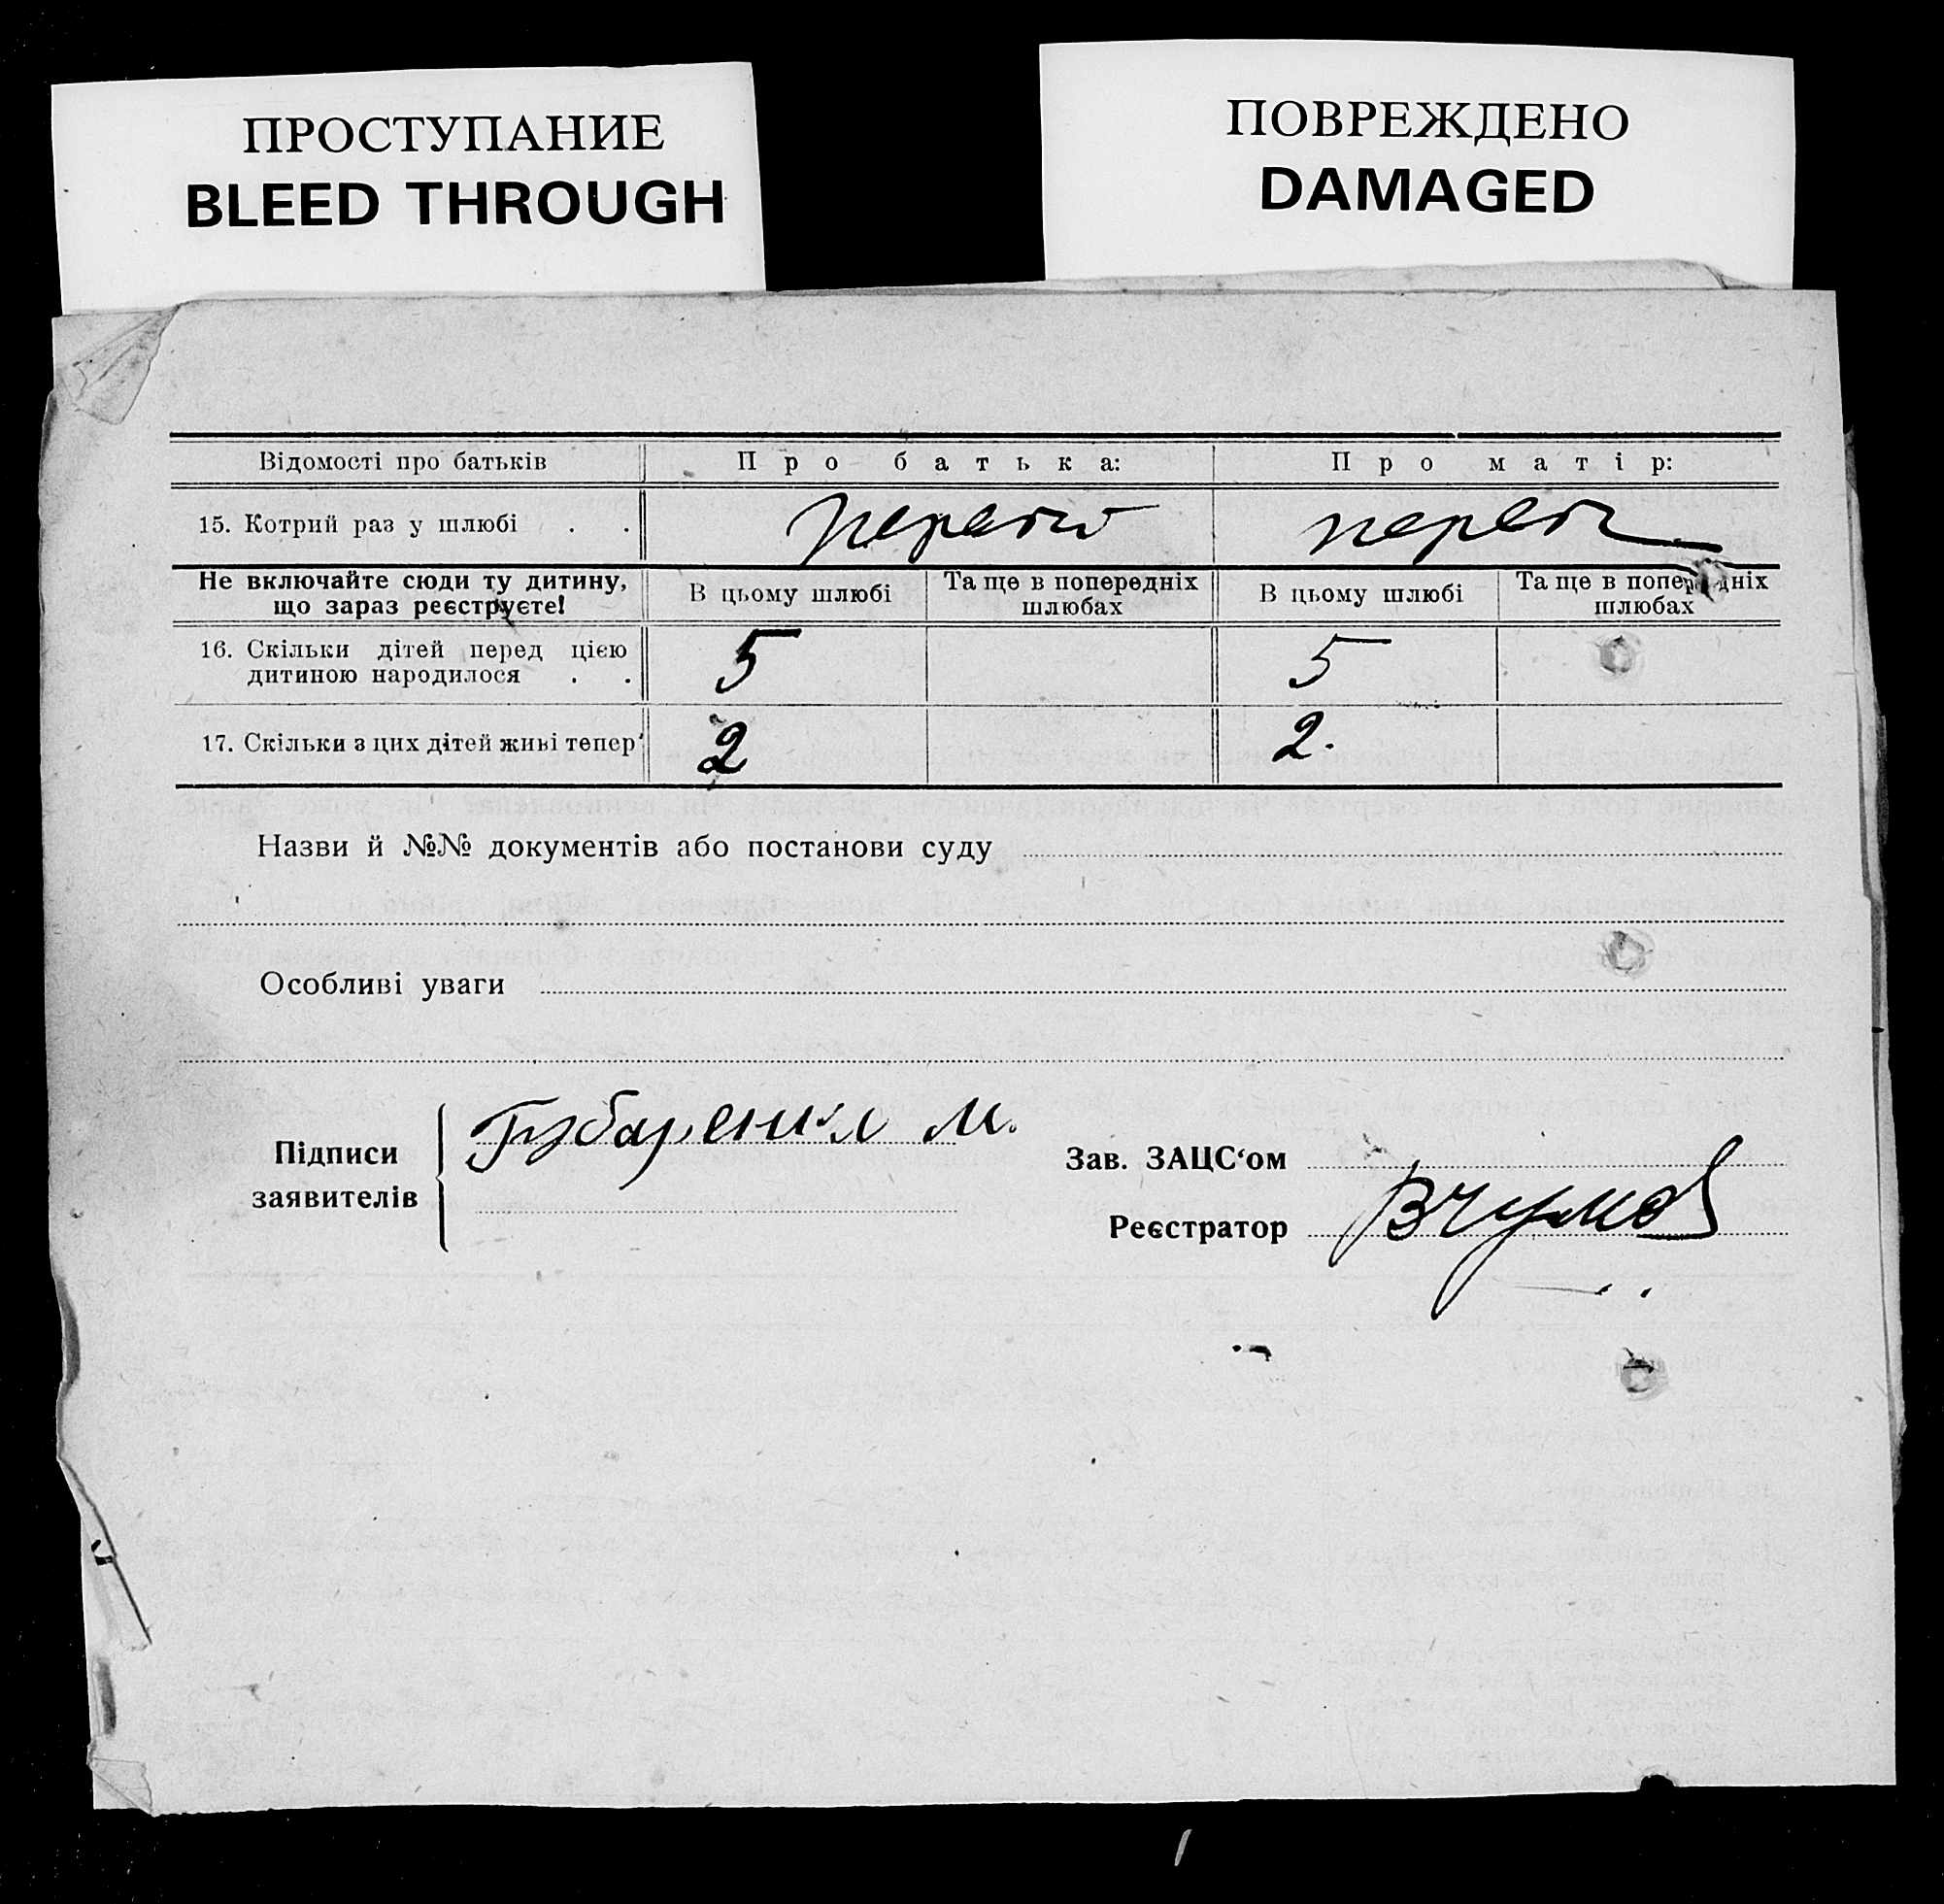 ПРОСТУПАНИЕ
BLEED THROUGH
ПОВРЕЖДЕНО
DAMAGED
Відомості про батьків Про батька: Про матір:
15. Котрий раз у шлюбі . .
Не включайте сюди ту дитину, що зараз реєструєте! В цьому шлюбі Та ще в попередніх шлюбах В цьому шлюбі Та ще в попередніх шлюбах
16. Скільки дітей перед цією
дитиною народилося . . 5 5
17. Скільки з цих дітей живі тепер 2 2.
Назви й №№ документів або постанови суду
Особливі уваги
Підписи
заявителів
Губаренко М.
Зав. ЗАЦС‘ом
Реєстратор